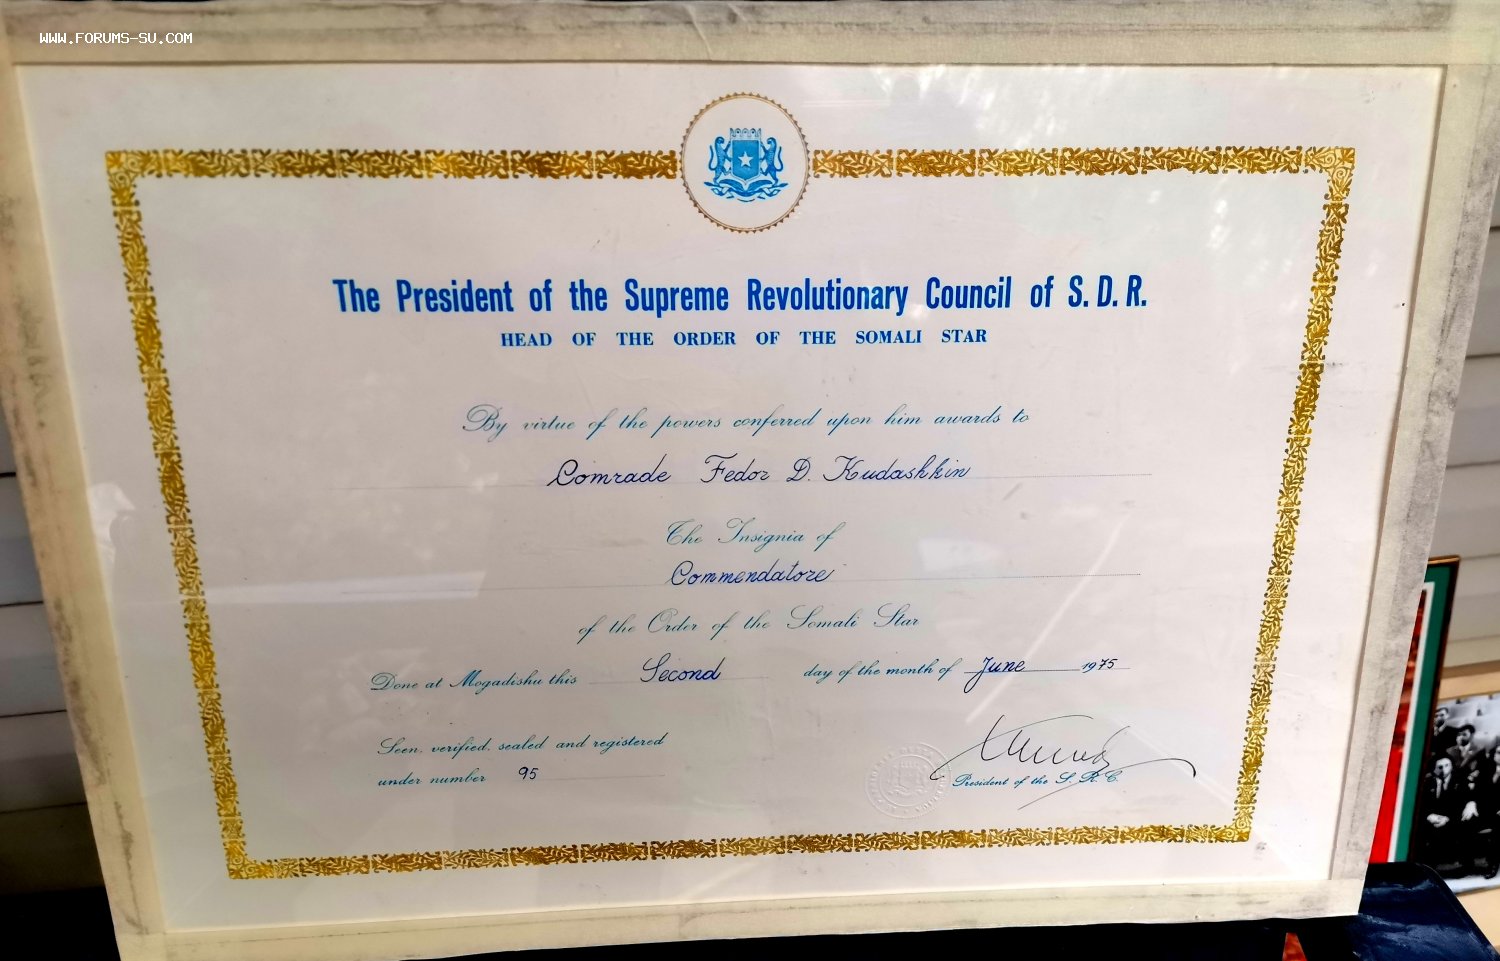 WWW.FORUMS-SU.COM
The President of the Supreme Revolutionary Council of S.D.R.
HEAD OF THE ORDER OF THE SOMALI STAR
By virtue of the powers conferred upon him awards to
Comrade Fedor D. Kudashkin
The Insignia of
Commendatore
of the Order of the Somali Star
Done at Mogadishu this Second day of the month of June 1975
Seen, verified, sealed and registered
under number 95
President of the S.R.C.